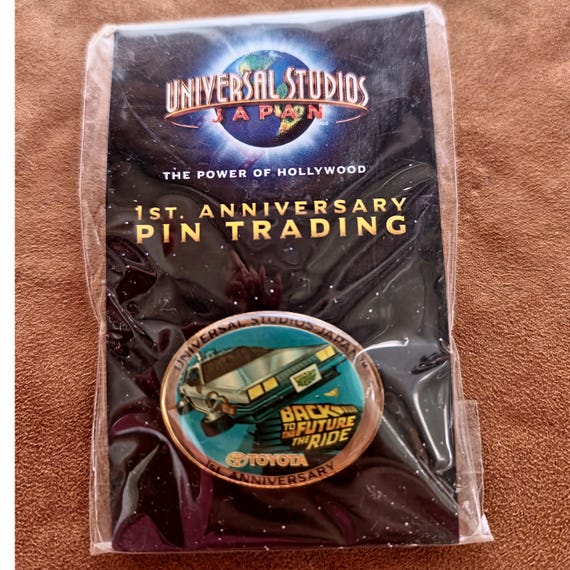 UNIVERSAL STUDIOS
JAPAN
THE POWER OF HOLLYWOOD
1ST. ANNIVERSARY
PIN TRADING
UNIVERSAL STUDIOS JAPAN
BACK
TO THE FUTURE
THE RIDE
TOYOTA
1ST ANNIVERSARY